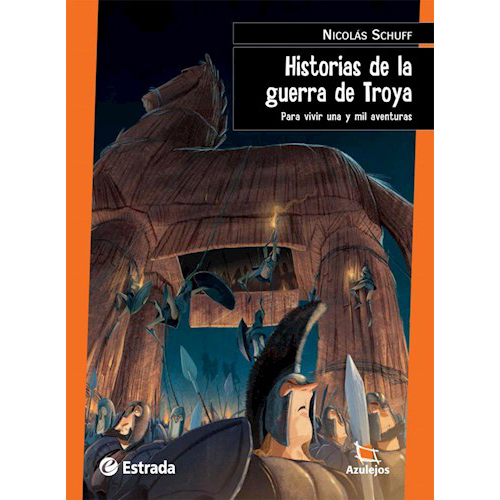 NICOLÁS SCHUFF
Historias de la
guerra de Troya
Para vivir una y mil aventuras
Estrada
Azulejos